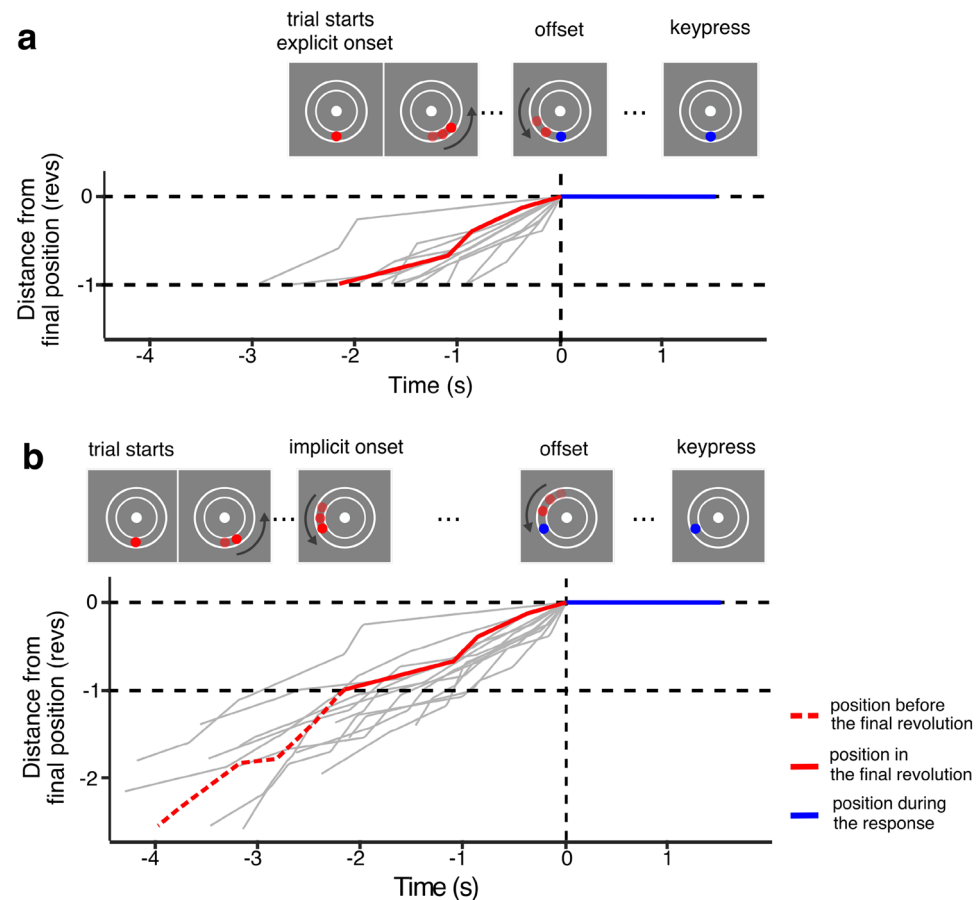 a
trial starts
explicit onset
offset
keypress
...
...
Distance from
final position (revs)
0
-1
-4
-3
-2
-1
0
1
Time (s)
b
trial starts
implicit onset
offset
keypress
...
...
...
Distance from
final position (revs)
0
-1
-2
-4
-3
-2
-1
0
1
Time (s)
position before
the final revolution
position in
the final revolution
position during
the response